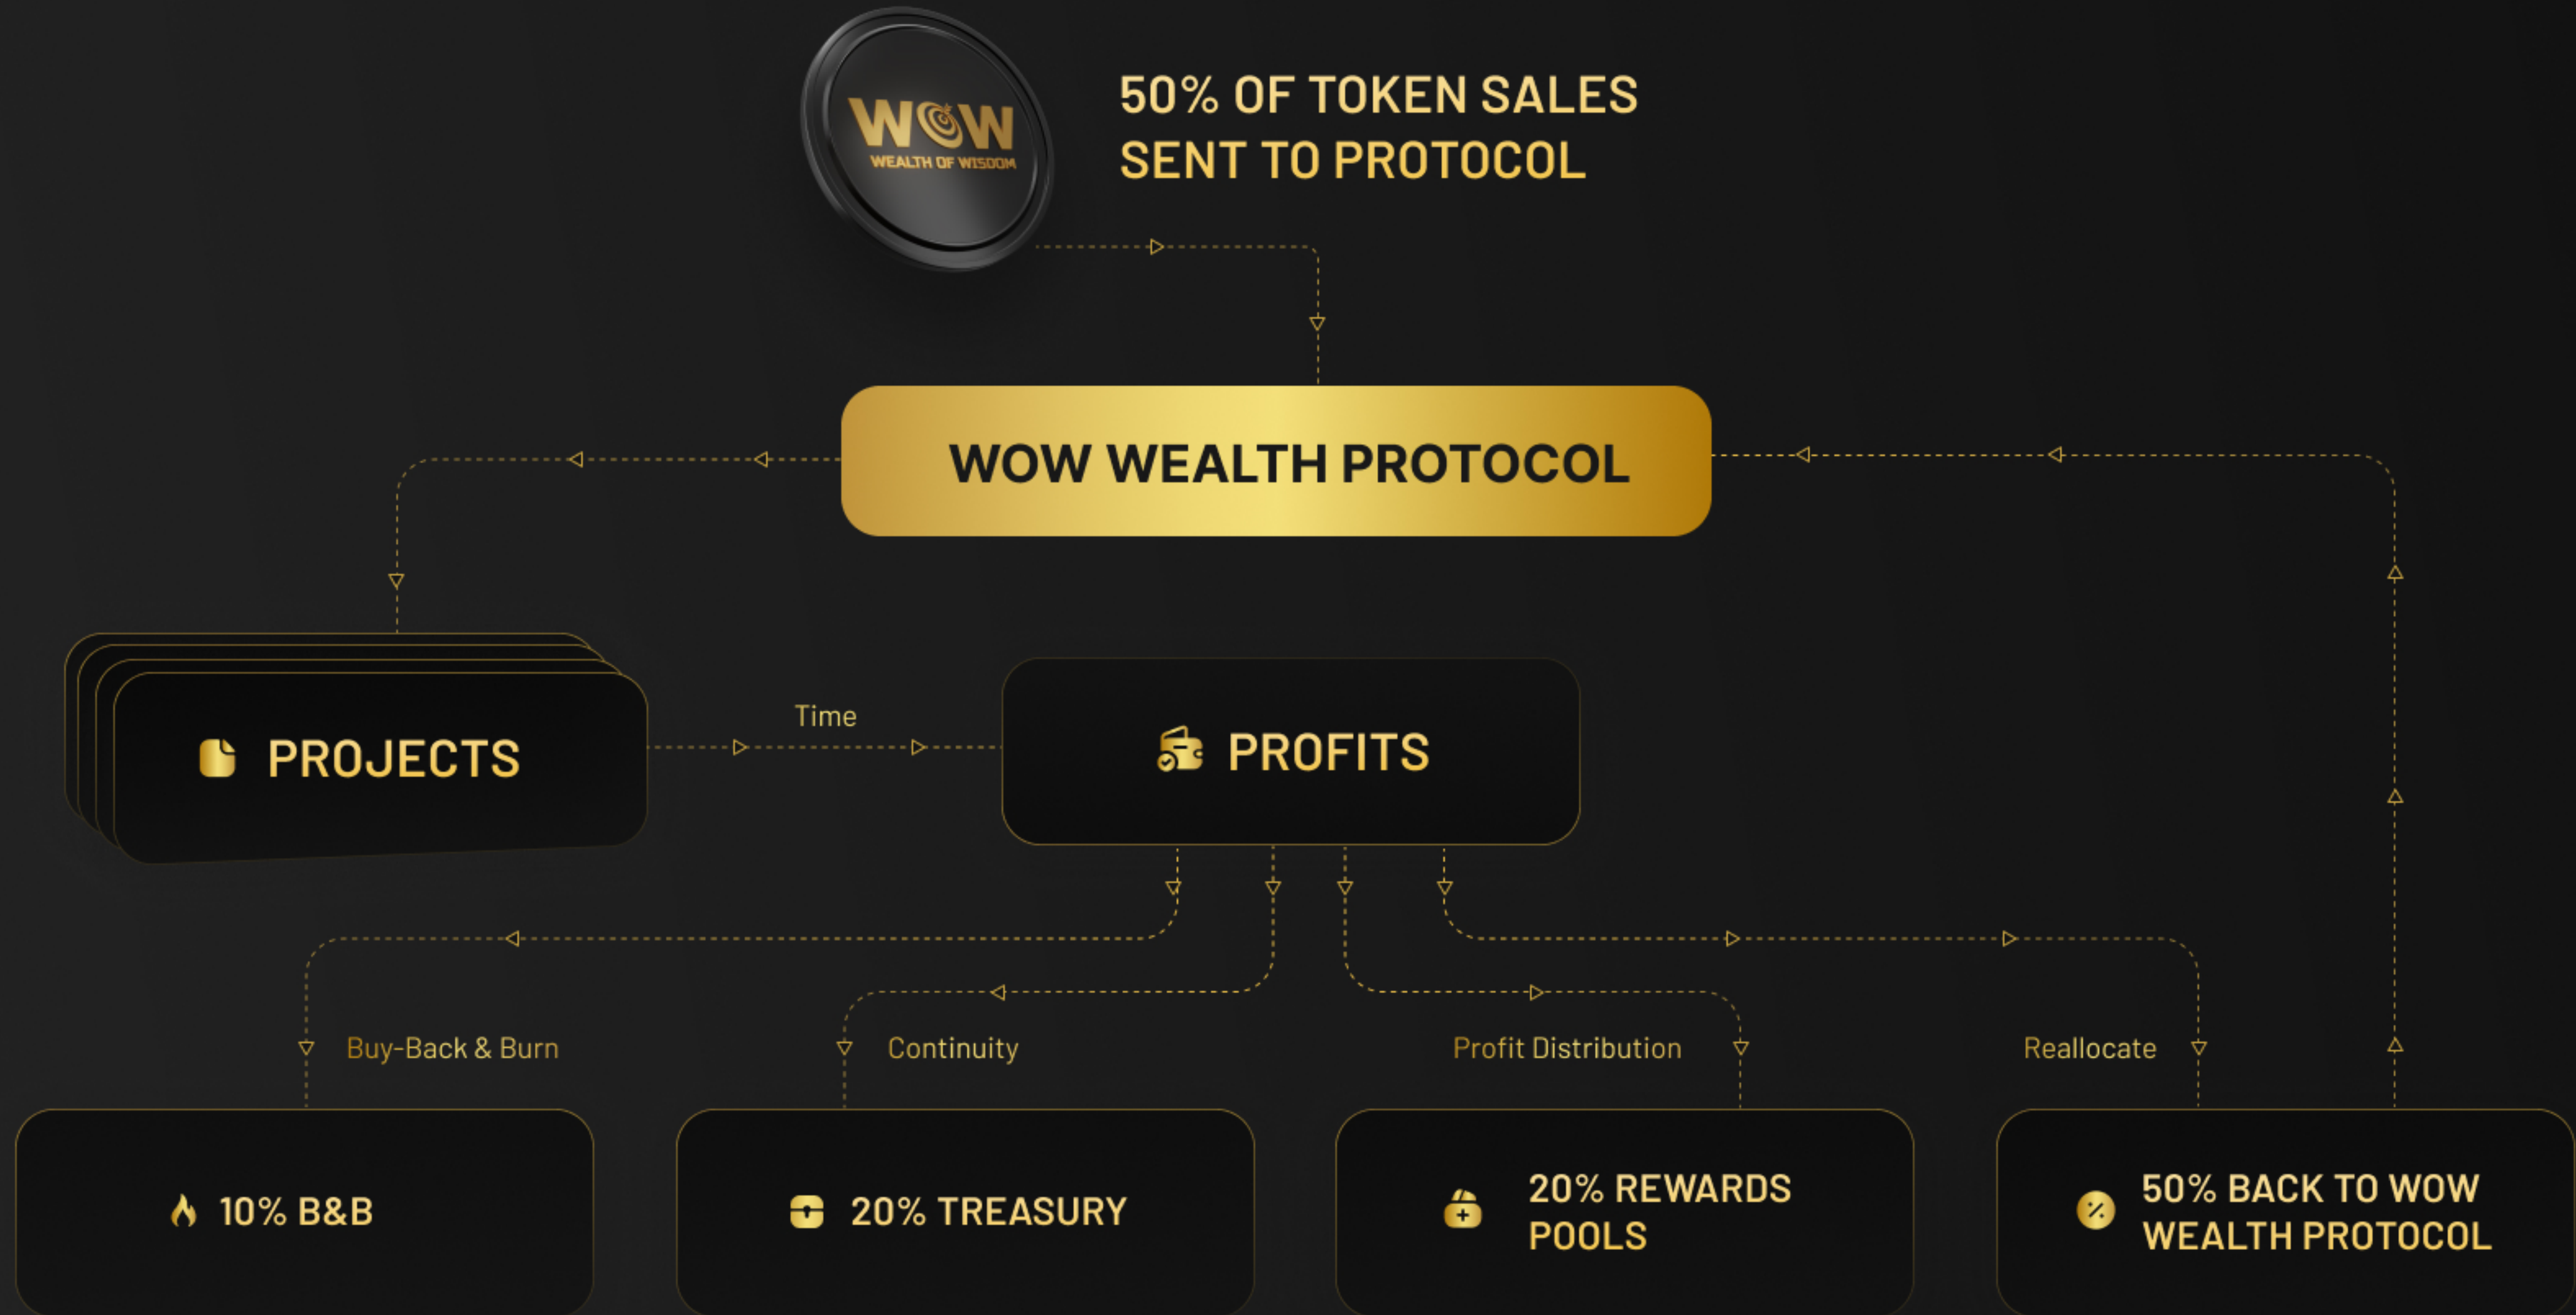 WOW
WEALTH OF WISDOM
50% OF TOKEN SALES
SENT TO PROTOCOL
WOW WEALTH PROTOCOL
PROJECTS
Time
PROFITS
Buy-Back & Burn
Continuity
Profit Distribution
Reallocate
10% B&B
20% TREASURY
20% REWARDS
POOLS
50% BACK TO WOW
WEALTH PROTOCOL